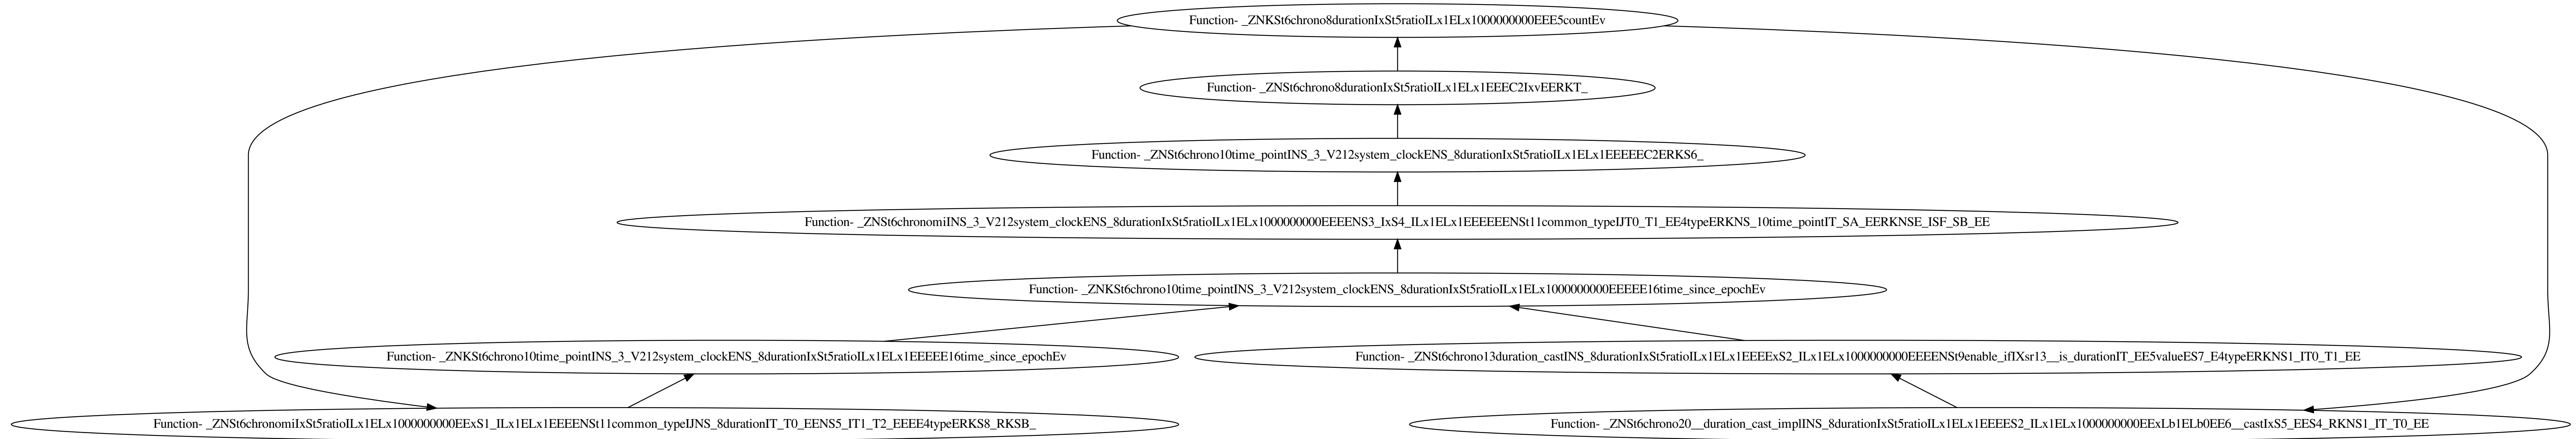 Function- _ZNKSt6chrono8durationIxSt5ratioILx1ELx1000000000EEE5countEv
Function- _ZNSt6chrono8durationIxSt5ratioILx1ELx1EEEC2IxvEERKT_
Function- _ZNSt6chrono10time_pointINS_3_V212system_clockENS_8durationIxSt5ratioILx1ELx1EEEEEC2ERKS6_
Function- _ZNSt6chronomiINS_3_V212system_clockENS_8durationIxSt5ratioILx1ELx1000000000EEEENS3_IxS4_ILx1ELx1EEEEEENSt11common_typeIJT0_T1_EE4typeERKNS_10time_pointIT_SA_EERKNSE_ISF_SB_EE
Function- _ZNKSt6chrono10time_pointINS_3_V212system_clockENS_8durationIxSt5ratioILx1ELx1000000000EEEEE16time_since_epochEv
Function- _ZNKSt6chrono10time_pointINS_3_V212system_clockENS_8durationIxSt5ratioILx1ELx1EEEEE16time_since_epochEv
Function- _ZNSt6chrono13duration_castINS_8durationIxSt5ratioILx1ELx1EEEExS2_ILx1ELx1000000000EEEENSt9enable_ifIXsr13__is_durationIT_EE5valueES7_E4typeERKNS1_IT0_T1_EE
Function- _ZNSt6chronomiIxSt5ratioILx1ELx1000000000EExS1_ILx1ELx1EEEENSt11common_typeIJNS_8durationIT_T0_EENS5_IT1_T2_EEEE4typeERKS8_RKSB_
Function- _ZNSt6chrono20__duration_cast_implINS_8durationIxSt5ratioILx1ELx1EEEES2_ILx1ELx1000000000EExLb1ELb0EE6__castIxS5_EES4_RKNS1_IT_T0_EE